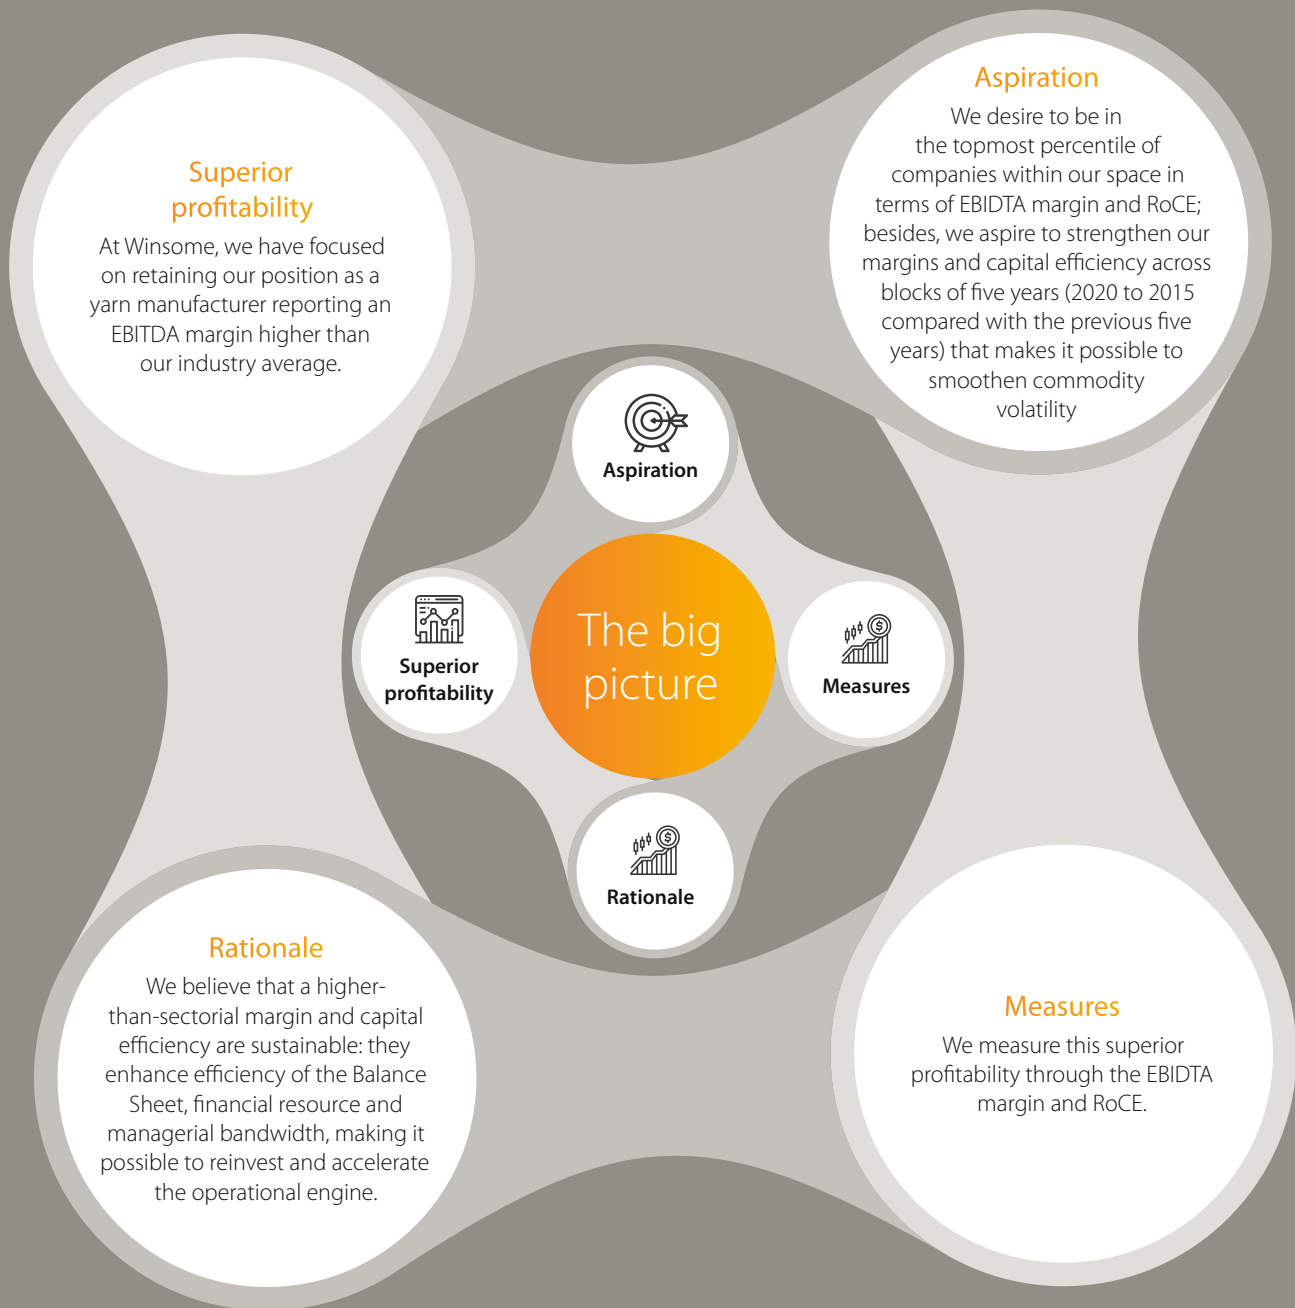 Superior
profitability
At Winsome, we have focused
on retaining our position as a
yarn manufacturer reporting an
EBITDA margin higher than
our industry average.
Aspiration
We desire to be in
the topmost percentile of
companies within our space in
terms of EBIDTA margin and RoCE;
besides, we aspire to strengthen our
margins and capital efficiency across
blocks of five years (2020 to 2015
compared with the previous five
years) that makes it possible to
smoothen commodity
volatility
Aspiration
Superior
profitability
The big
picture
$
Measures
$
Rationale
Rationale
We believe that a higher-
than-sectorial margin and capital
efficiency are sustainable: they
enhance efficiency of the Balance
Sheet, financial resource and
managerial bandwidth, making it
possible to reinvest and accelerate
the operational engine.
Measures
We measure this superior
profitability through the EBIDTA
margin and RoCE.